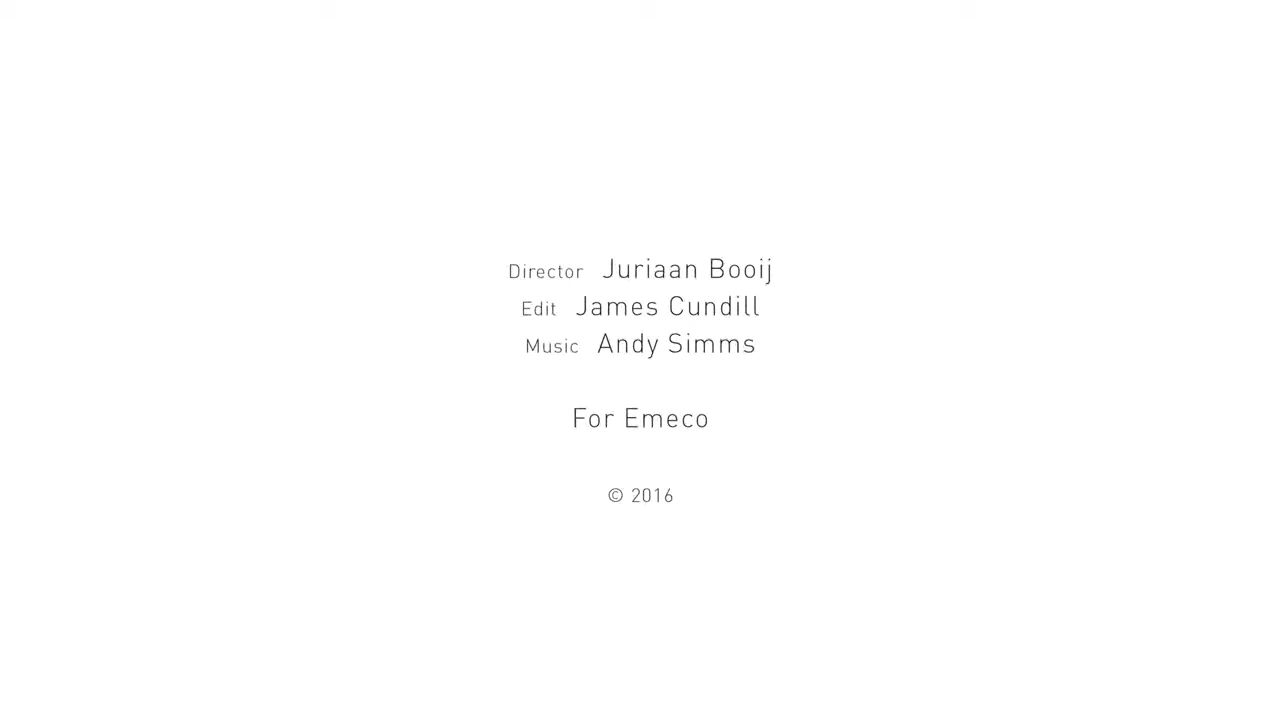 Director Juriaan Booij
Edit James Cundill
Music Andy Simms
For Emeco
© 2016